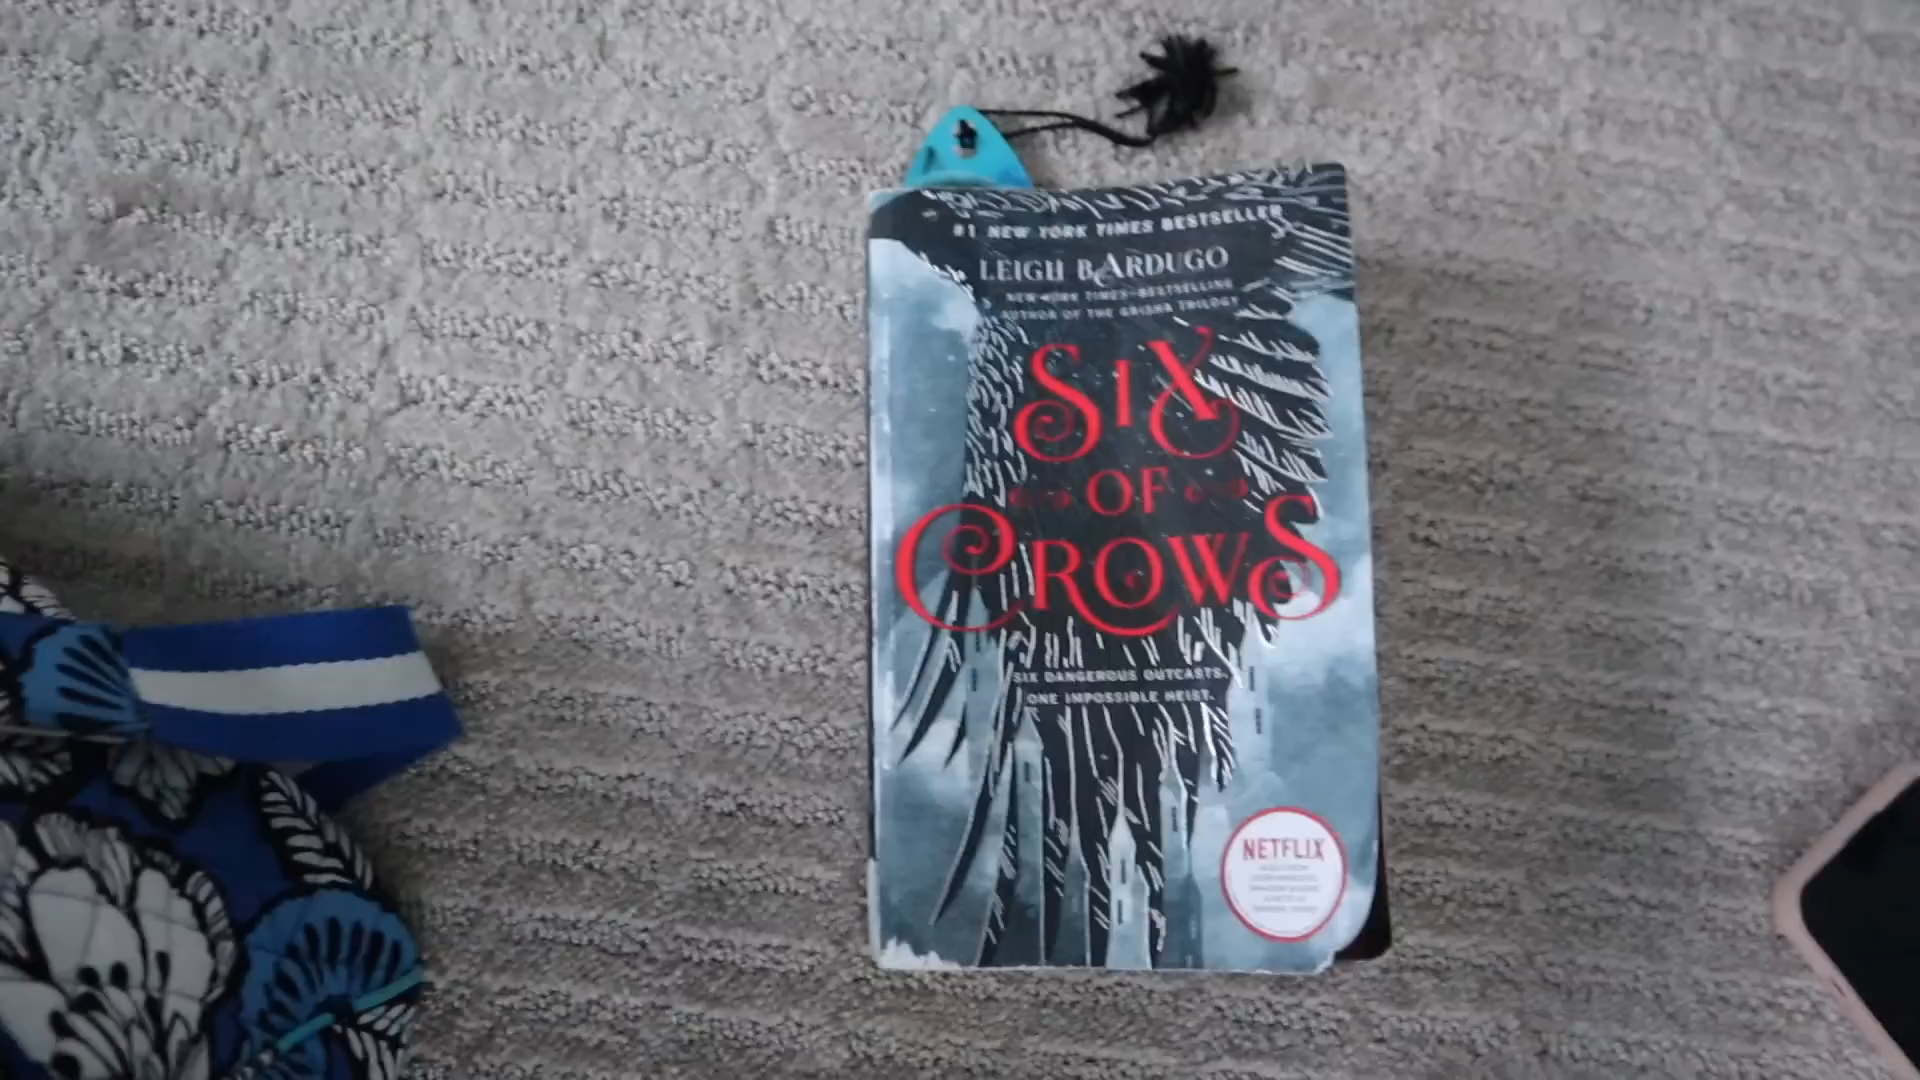 #1 NEW YORK TIMES BESTSELLER
LEIGH BARDUGO
NEW YORK TIMES-BESTSELLING
AUTHOR OF THE GRISHA TRILOGY
SIX
OF
CROWS
SIX DANGEROUS OUTCASTS.
ONE IMPOSSIBLE HEIST.
NETFLIX